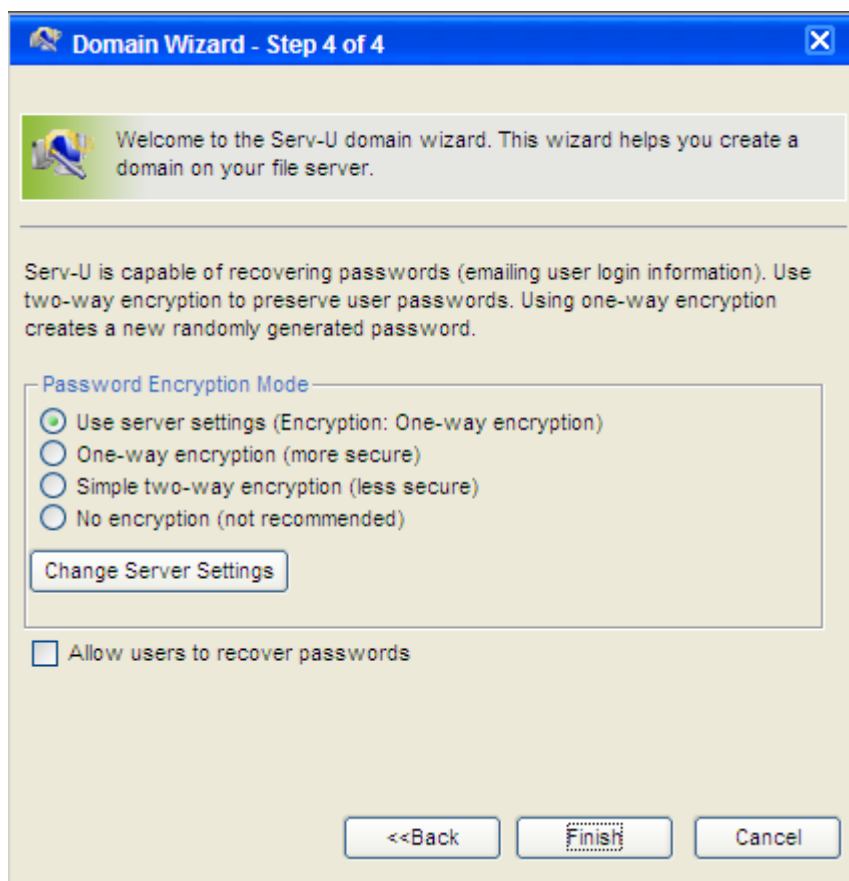 Domain Wizard - Step 4 of 4
Welcome to the Serv-U domain wizard. This wizard helps you create a
domain on your file server.
Serv-U is capable of recovering passwords (emailing user login information). Use
two-way encryption to preserve user passwords. Using one-way encryption
creates a new randomly generated password.
Password Encryption Mode
Use server settings (Encryption: One-way encryption)
One-way encryption (more secure)
Simple two-way encryption (less secure)
No encryption (not recommended)
Change Server Settings
Allow users to recover passwords
<<Back Finish Cancel